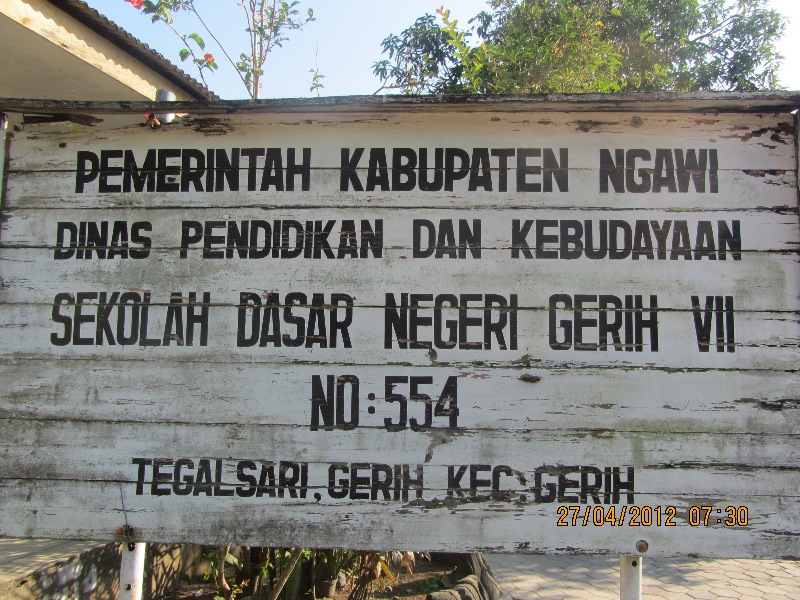 PEMERINTAH KABUPATEN NGAWI
DINAS PENDIDIKAN DAN KEBUDAYAAN
SEKOLAH DASAR NEGERI GERIH VII
NO : 554
TEGALSARI, GERIH KEC. GERIH
27/04/2012 07:30